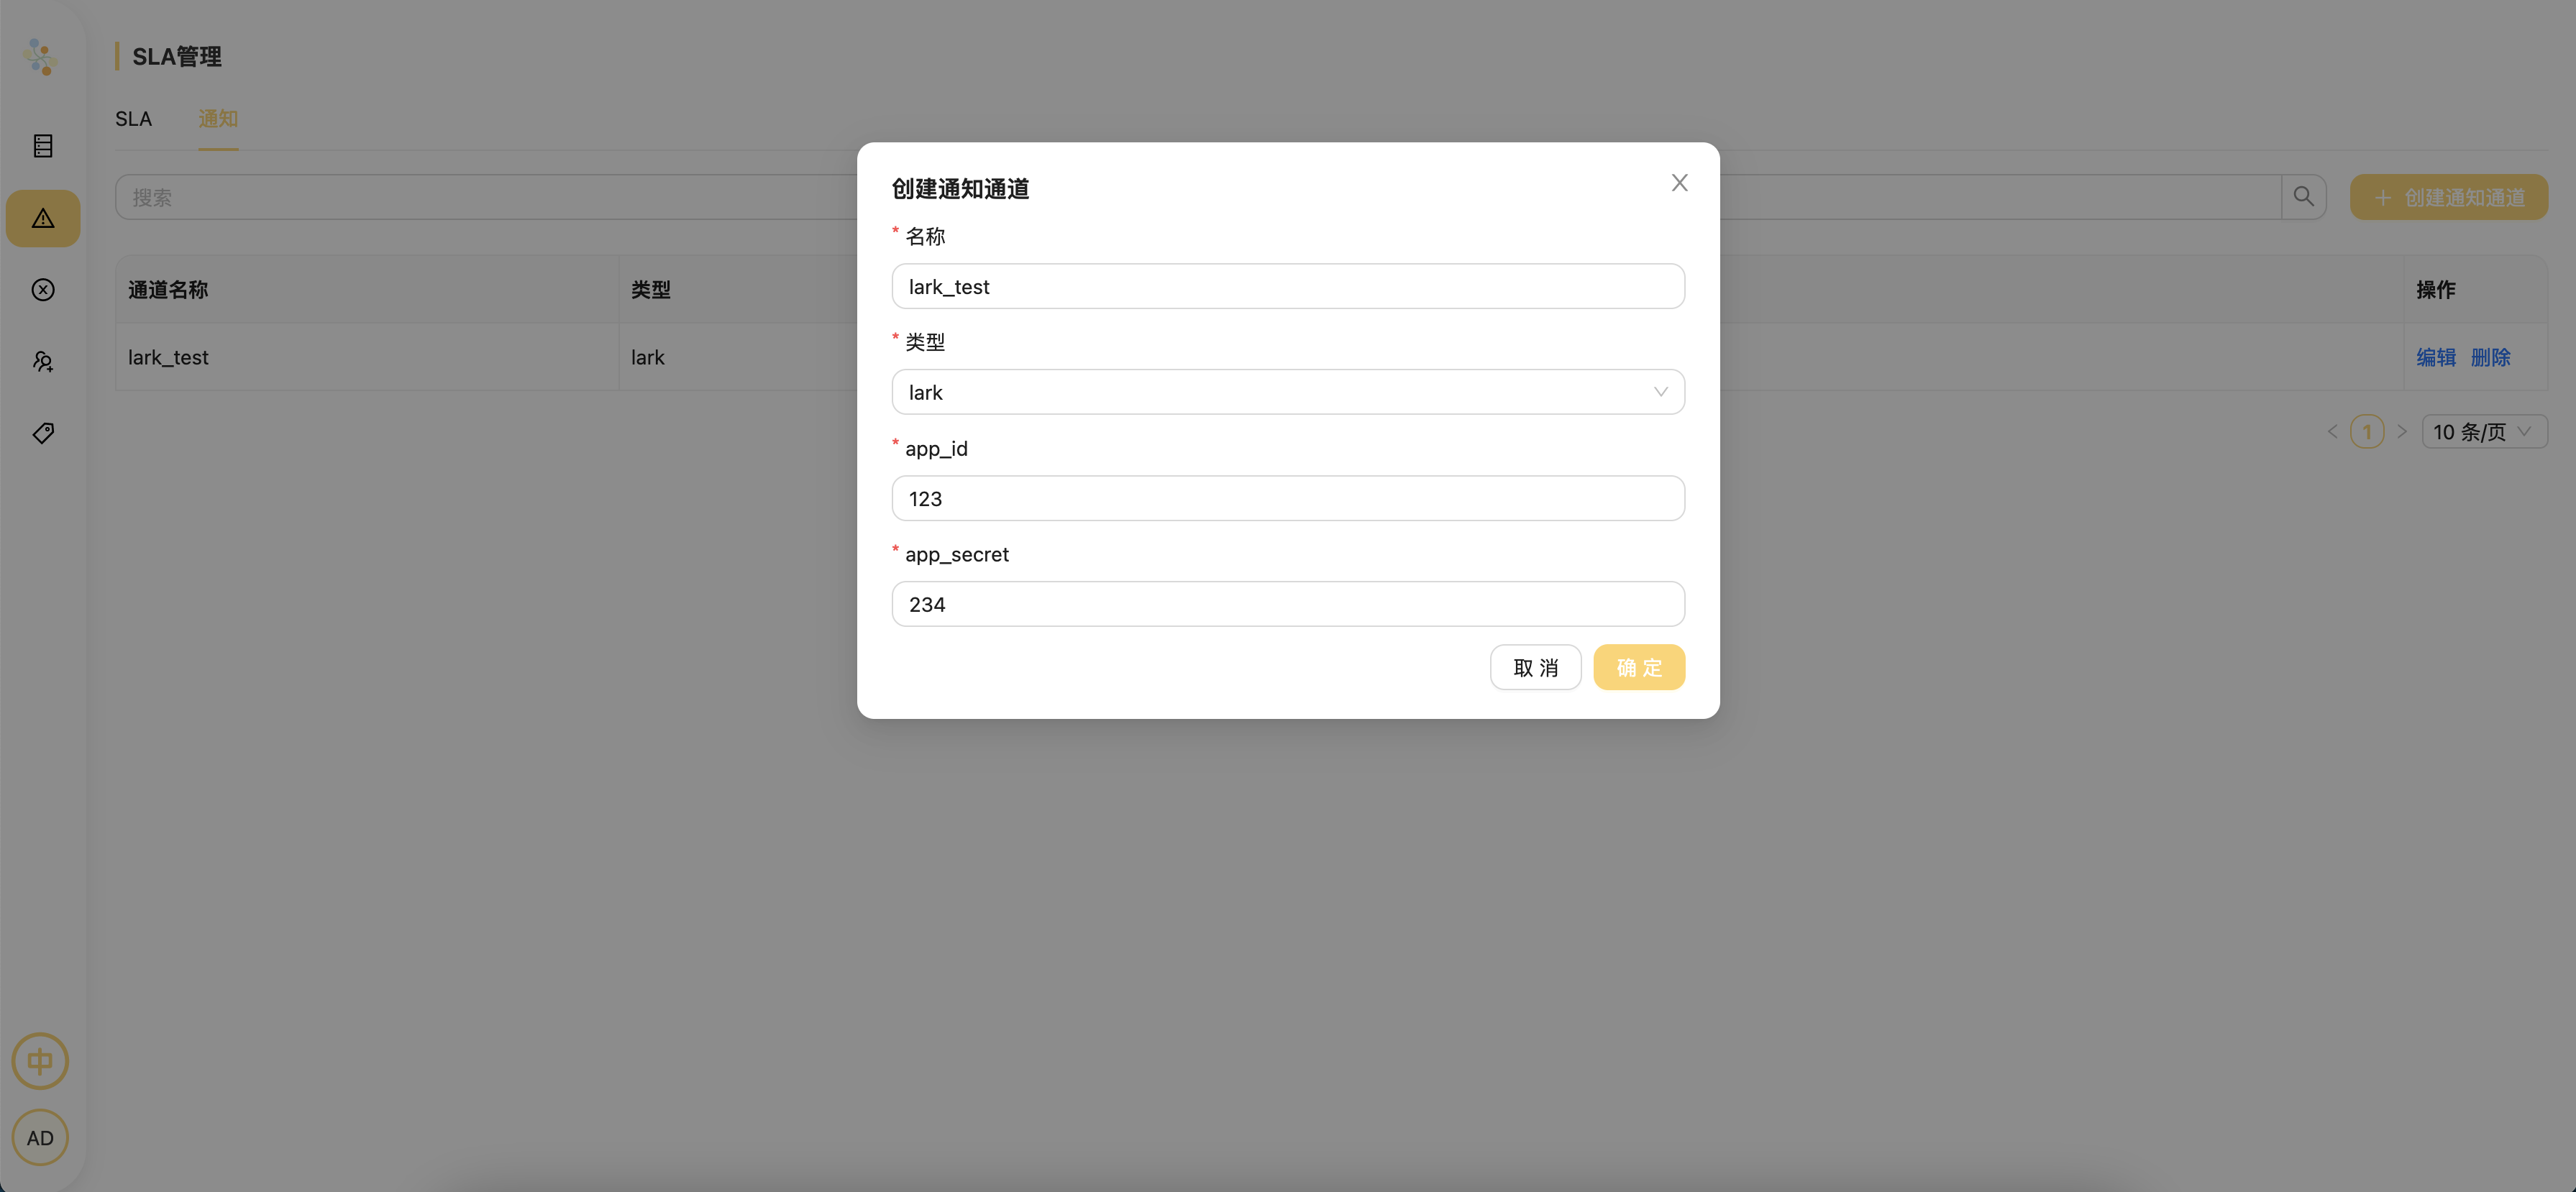 SLA管理
SLA
通知
搜索
+ 创建通知通道
通道名称
类型
操作
lark_test
lark
编辑 删除
1
10 条/页
创建通知通道
* 名称
lark_test
* 类型
lark
* app_id
123
* app_secret
234
取 消
确 定
中
AD